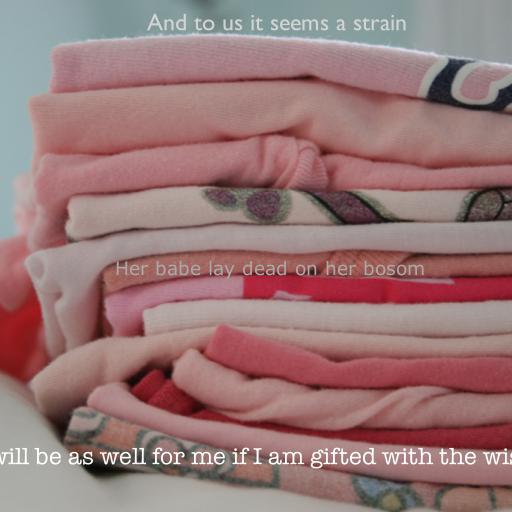 And to us it seems a strain
Her babe lay dead on her bosom
will be as well for me if I am gifted with the